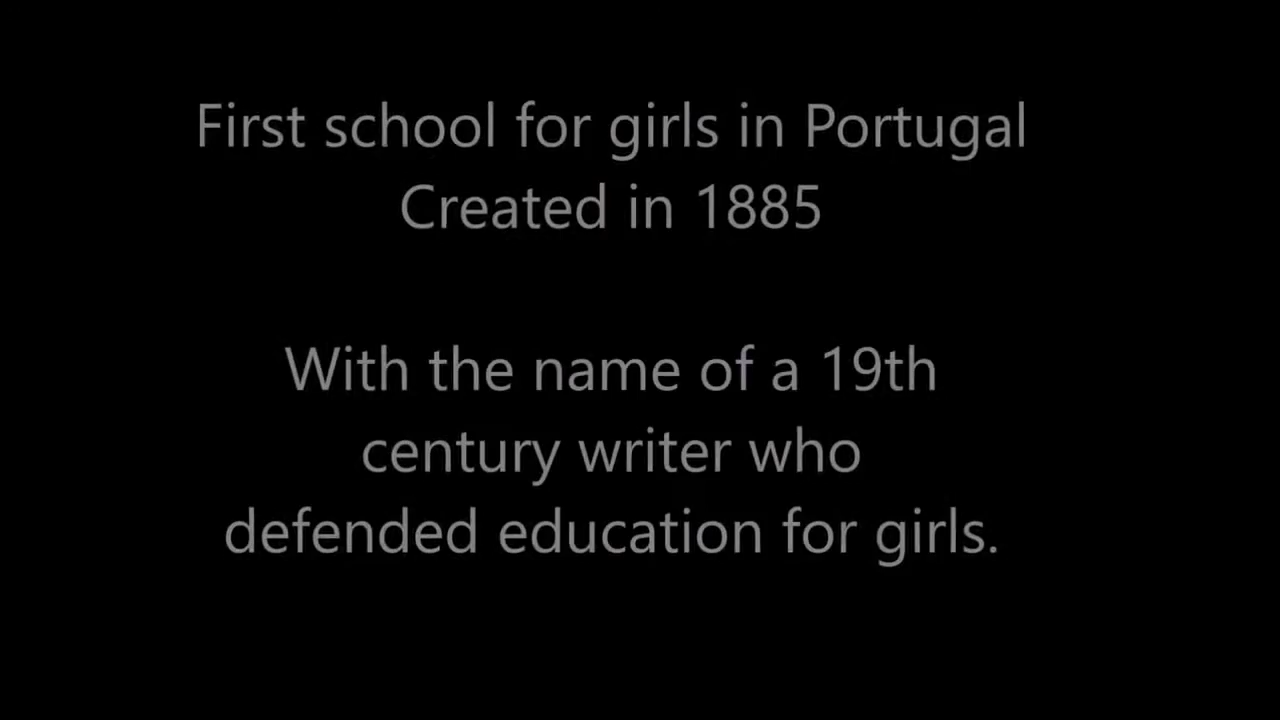 First school for girls in Portugal
Created in 1885
With the name of a 19th
century writer who
defended education for girls.